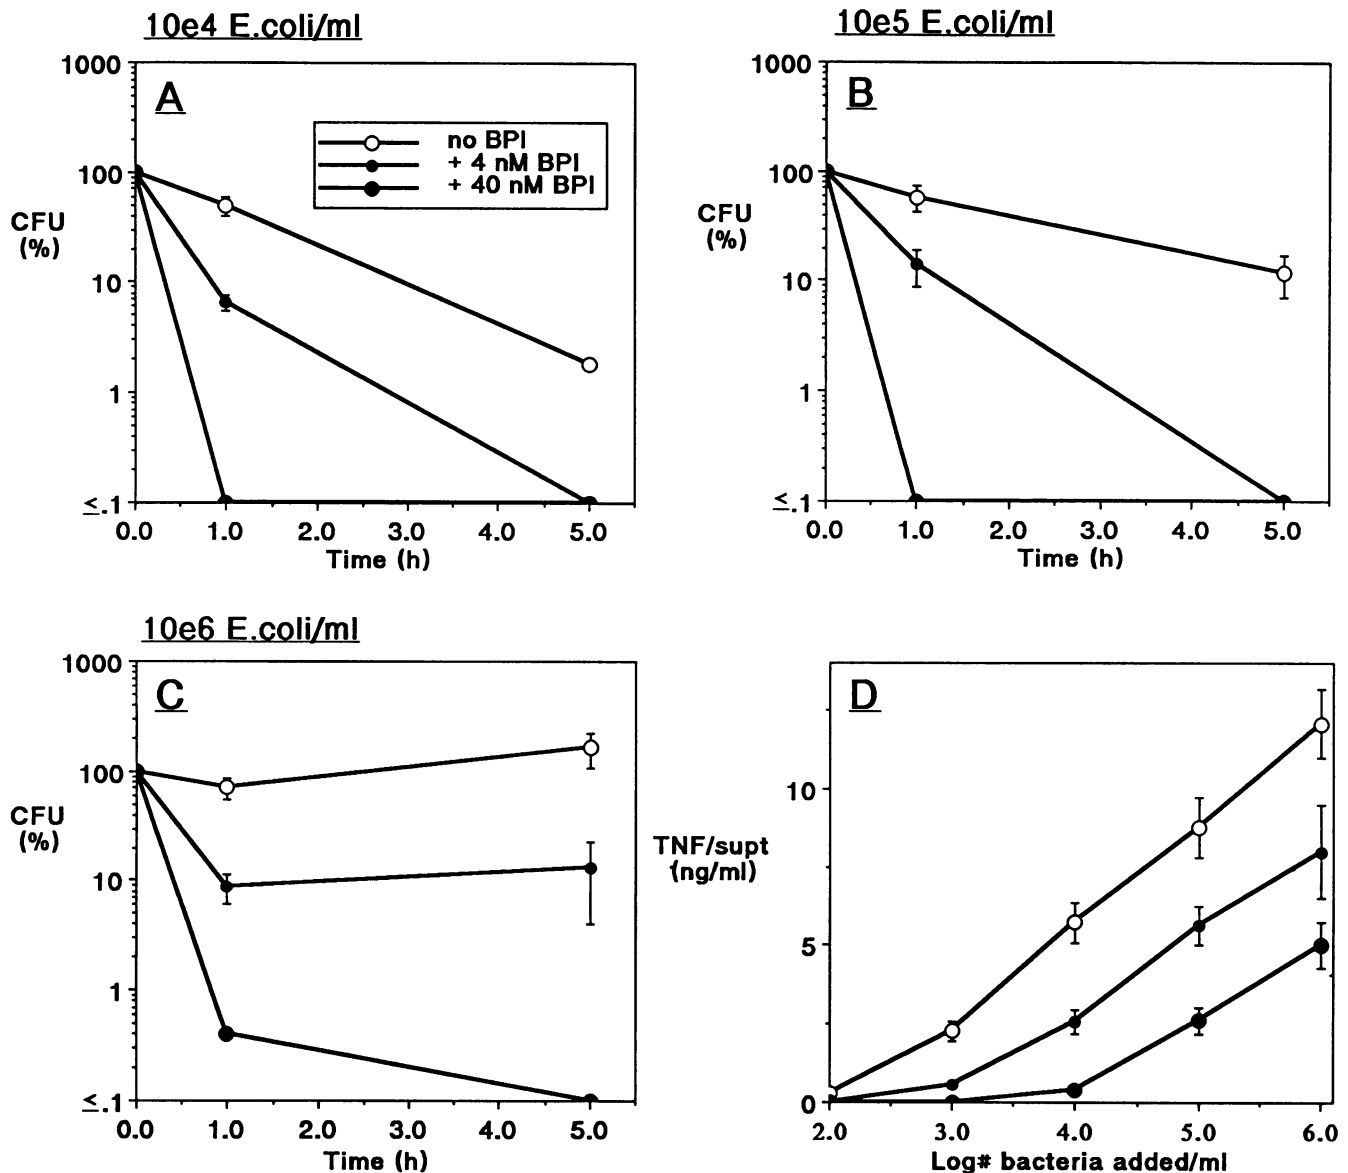 10e4 E.coli/ml
A
1000
100
10
1
≤.1
CFU
(%)
no BPI
+ 4 nM BPI
+ 40 nM BPI
0.0 1.0 2.0 3.0 4.0 5.0
Time (h)
10e5 E.coli/ml
B
1000
100
10
1
≤.1
CFU
(%)
0.0 1.0 2.0 3.0 4.0 5.0
Time (h)
10e6 E.coli/ml
C
1000
100
10
1
≤.1
CFU
(%)
0.0 1.0 2.0 3.0 4.0 5.0
Time (h)
D
10
5
0
TNF/supt
(ng/ml)
2.0 3.0 4.0 5.0 6.0
Log# bacteria added/ml